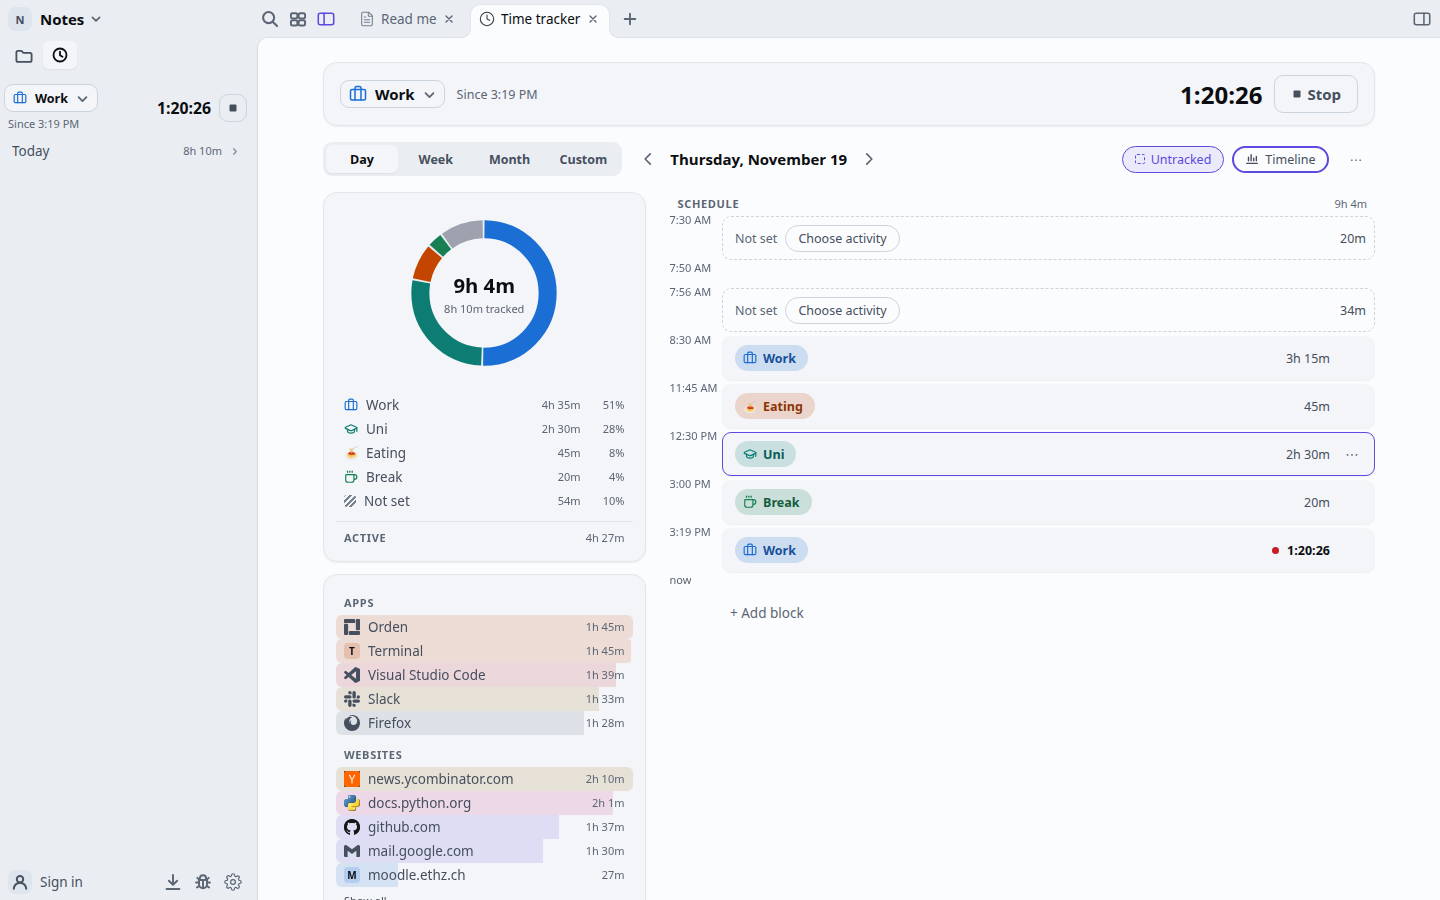 N Notes
Read me
Time tracker
Work
1:20:26
Since 3:19 PM
Today 8h 10m
Work Since 3:19 PM 1:20:26 Stop
Day Week Month Custom
Thursday, November 19
Untracked Timeline ...
9h 4m
8h 10m tracked
Work 4h 35m 51%
Uni 2h 30m 28%
Eating 45m 8%
Break 20m 4%
Not set 54m 10%
ACTIVE 4h 27m
APPS
Orden 1h 45m
T Terminal 1h 45m
Visual Studio Code 1h 39m
Slack 1h 33m
Firefox 1h 28m
WEBSITES
Y news.ycombinator.com 2h 10m
docs.python.org 2h 1m
github.com 1h 37m
M mail.google.com 1h 30m
M moodle.ethz.ch 27m
SCHEDULE 9h 4m
7:30 AM
Not set Choose activity 20m
7:50 AM
7:56 AM
Not set Choose activity 34m
8:30 AM
Work 3h 15m
11:45 AM
Eating 45m
12:30 PM
Uni 2h 30m ...
3:00 PM
Break 20m
3:19 PM
Work 1:20:26
now
+ Add block
Sign in